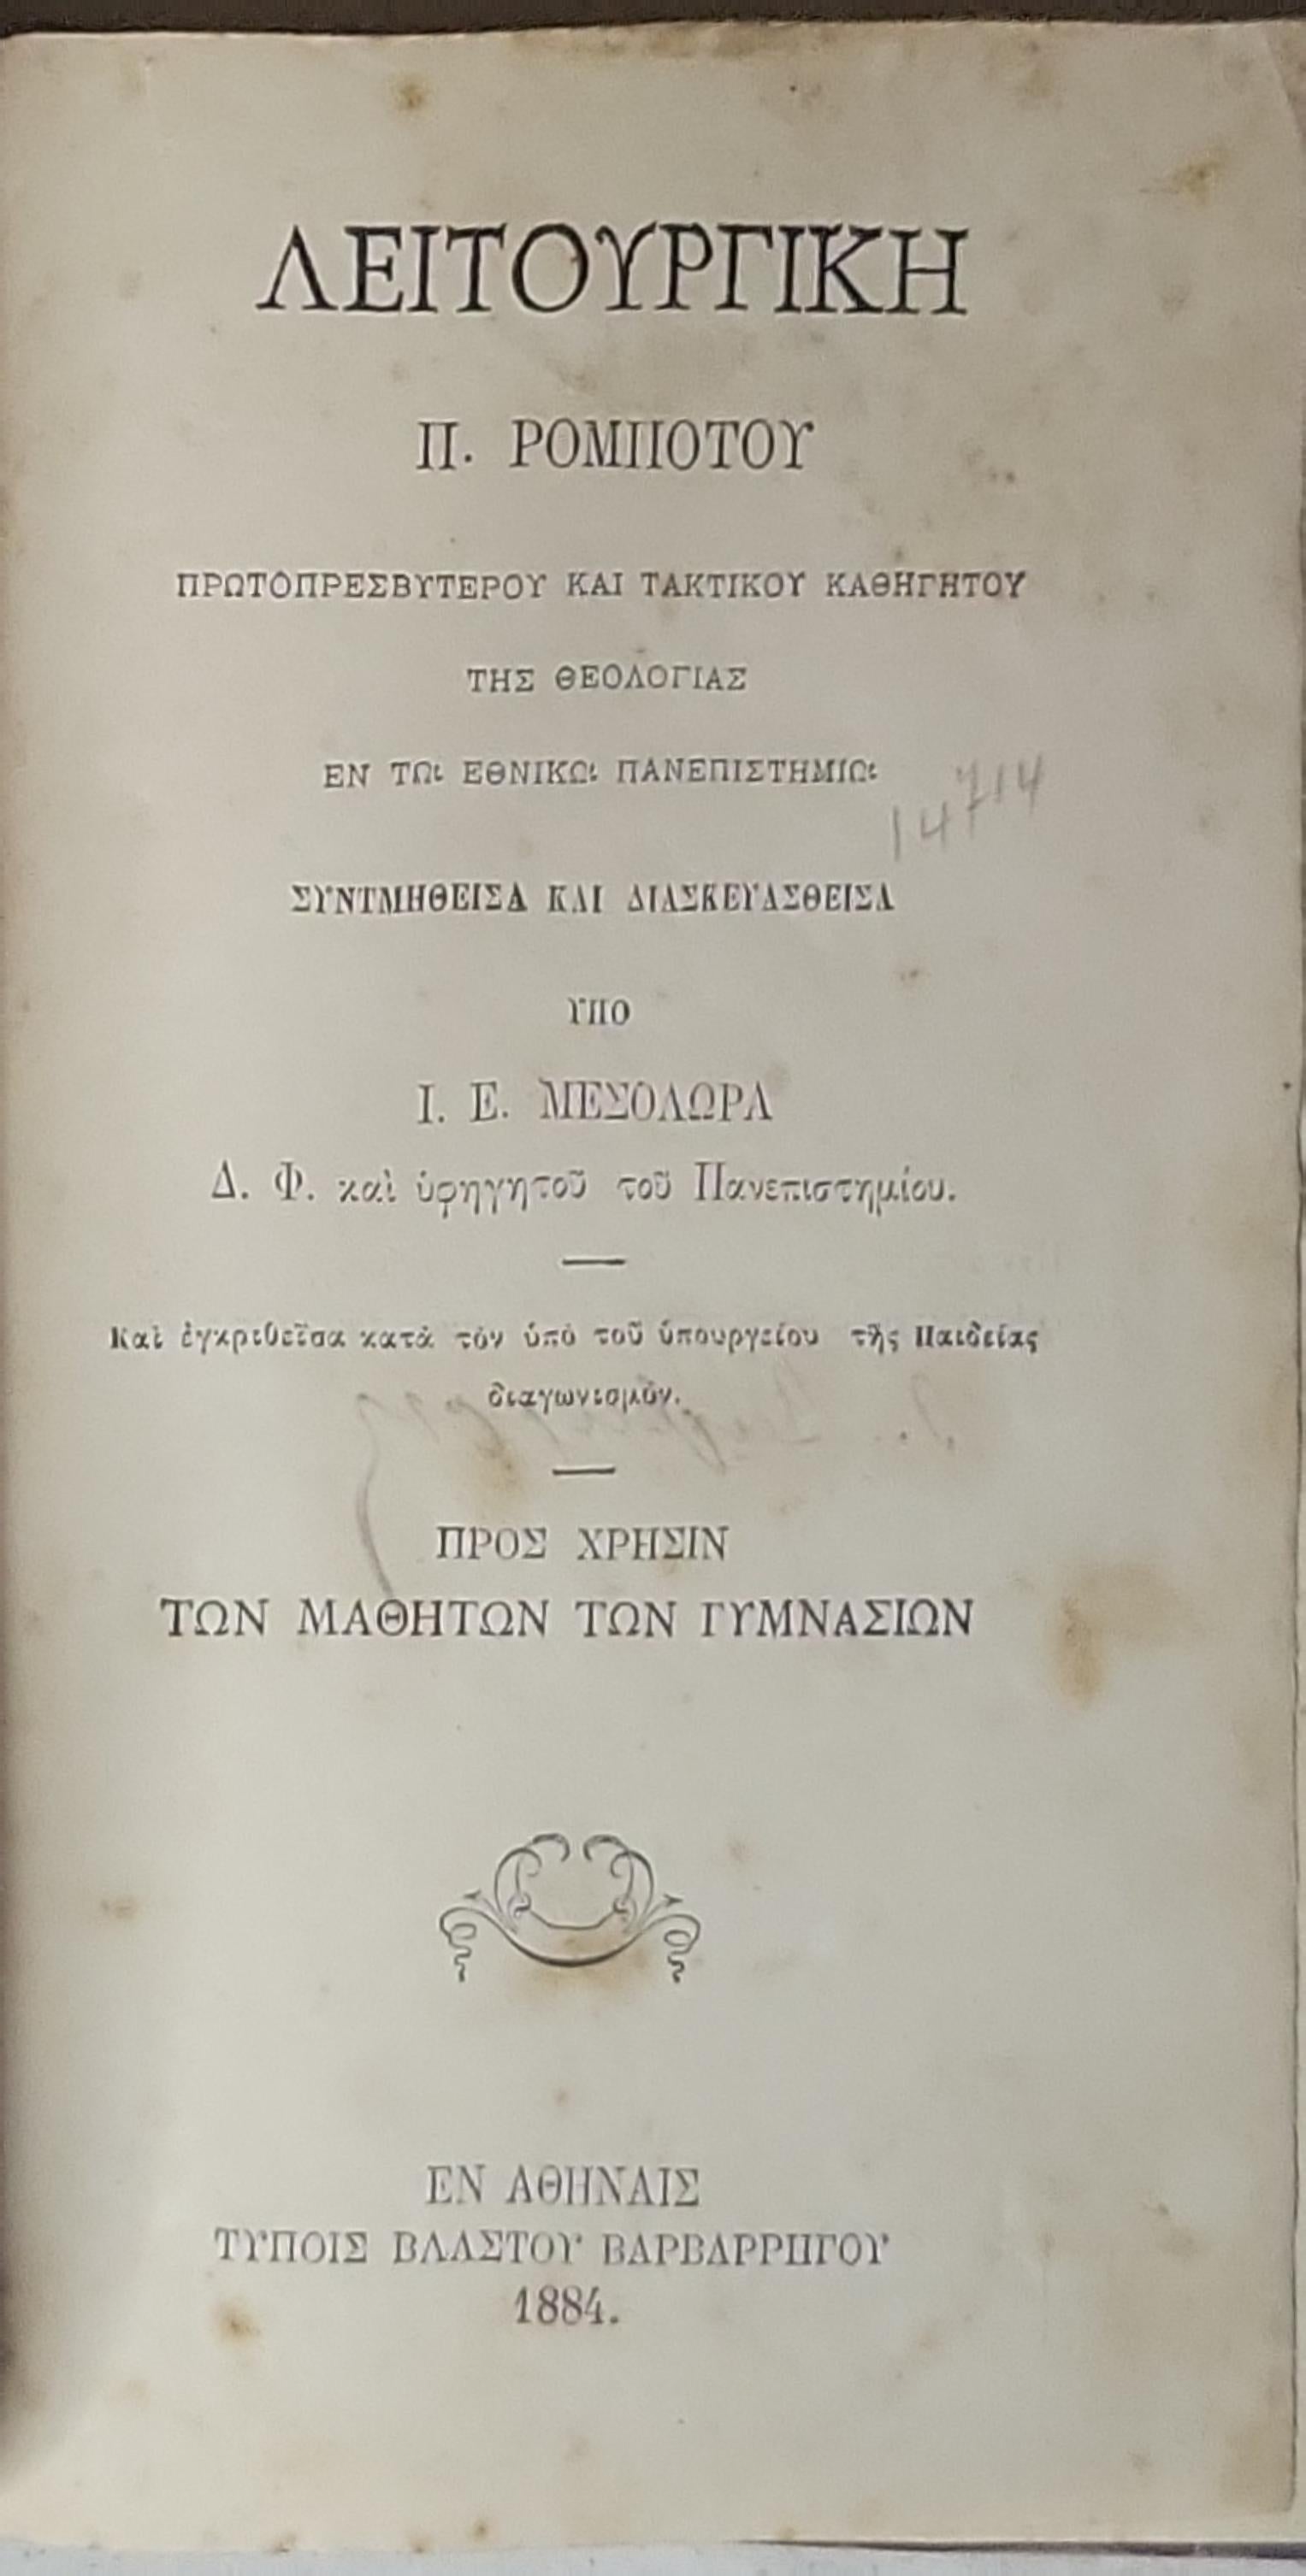 ΛΕΙΤΟΥΡΓΙΚΗ
Π. ΡΟΜΠΟΤΟΥ
ΠΡΩΤΟΠΡΕΣΒΥΤΕΡΟΥ ΚΑΙ ΤΑΚΤΙΚΟΥ ΚΑΘΗΓΗΤΟΥ
ΤΗΣ ΘΕΟΛΟΓΙΑΣ
ΕΝ ΤΩι ΕΘΝΙΚΩι ΠΑΝΕΠΙΣΤΗΜΙΩι
14714
ΣΥΝΤΜΗΘΕΙΣΑ ΚΑΙ ΔΙΑΣΚΕΥΑΣΘΕΙΣΑ
ΥΠΟ
Ι. Ε. ΜΕΣΟΛΩΡΑ
Δ. Φ. καὶ ὑφηγητοῦ τοῦ Πανεπιστημίου.
Καὶ ἐγκριθεῖσα κατὰ τὸν ὑπὸ τοῦ ὑπουργείου τῆς Παιδείας
διαγωνισμόν.
ΠΡΟΣ ΧΡΗΣΙΝ
ΤΩΝ ΜΑΘΗΤΩΝ ΤΩΝ ΓΥΜΝΑΣΙΩΝ
ΕΝ ΑΘΗΝΑΙΣ
ΤΥΠΟΙΣ ΒΛΑΣΤΟΥ ΒΑΡΒΑΡΡΗΓΟΥ
1884.